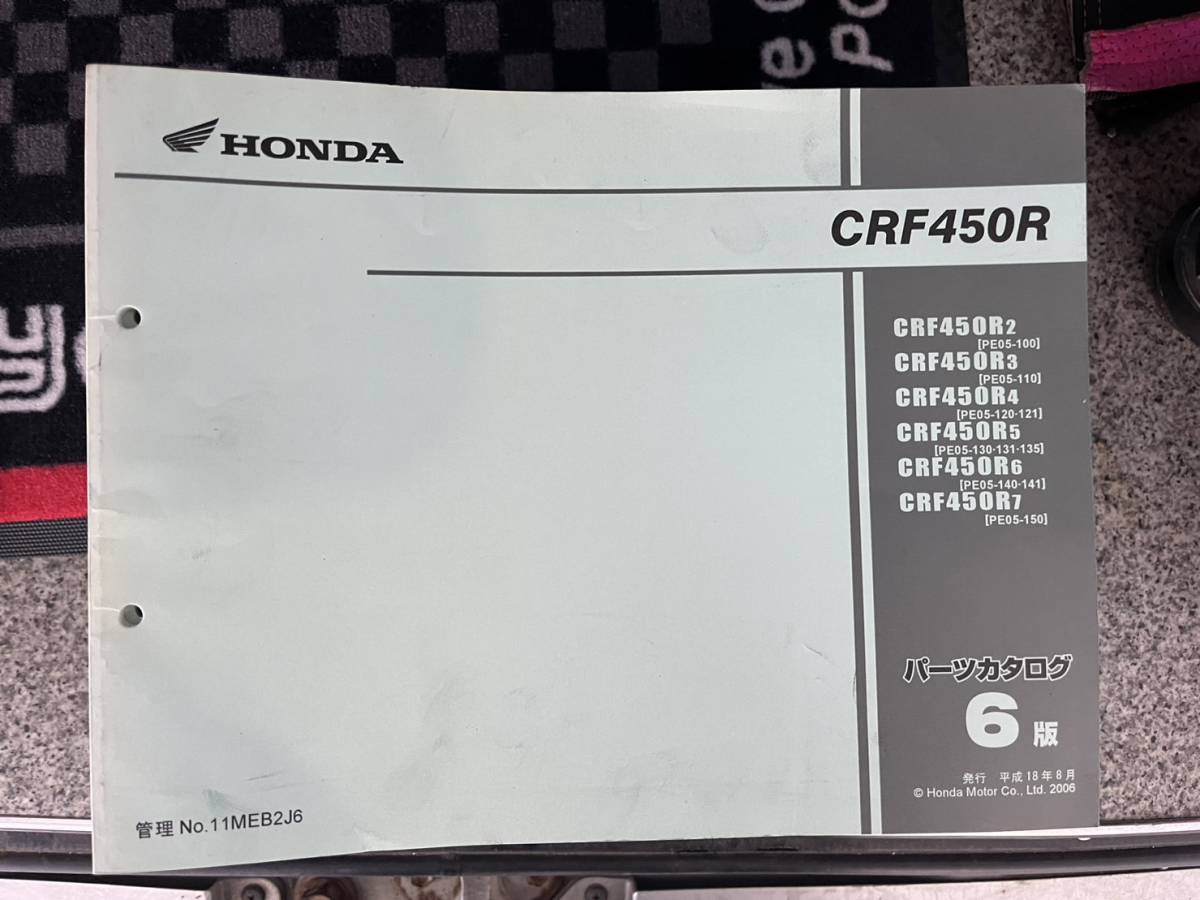 HONDA
CRF450R
CRF450R2
[PE05-100]
CRF450R3
[PE05-110]
CRF450R4
[PE05-120·121]
CRF450R5
[PE05-130·131·135]
CRF450R6
[PE05-140·141]
CRF450R7
[PE05-150]
パーツカタログ
6版
発行 平成18年8月
© Honda Motor Co., Ltd. 2006
管理 No.11MEB2J6